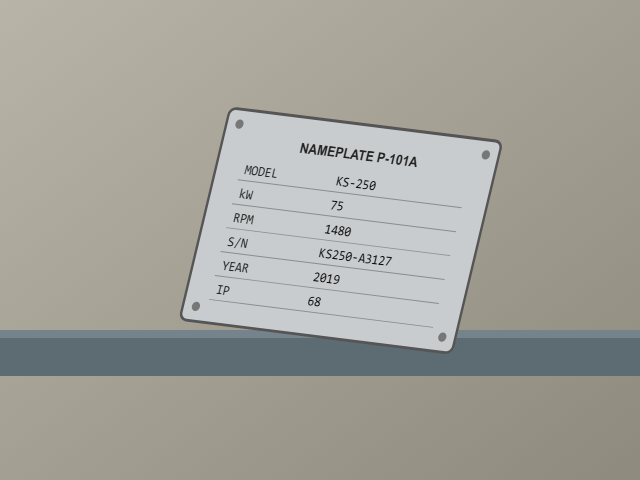 NAMEPLATE P-101A
MODEL KS-250
kW 75
RPM 1480
S/N KS250-A3127
YEAR 2019
IP 68